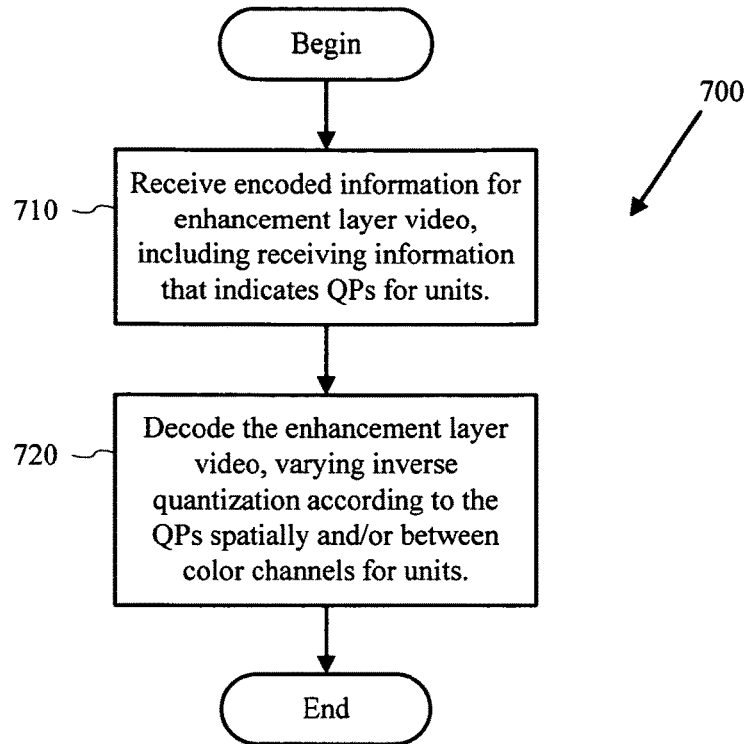 Begin
700
710
Receive encoded information for
enhancement layer video,
including receiving information
that indicates QPs for units.
720
Decode the enhancement layer
video, varying inverse
quantization according to the
QPs spatially and/or between
color channels for units.
End